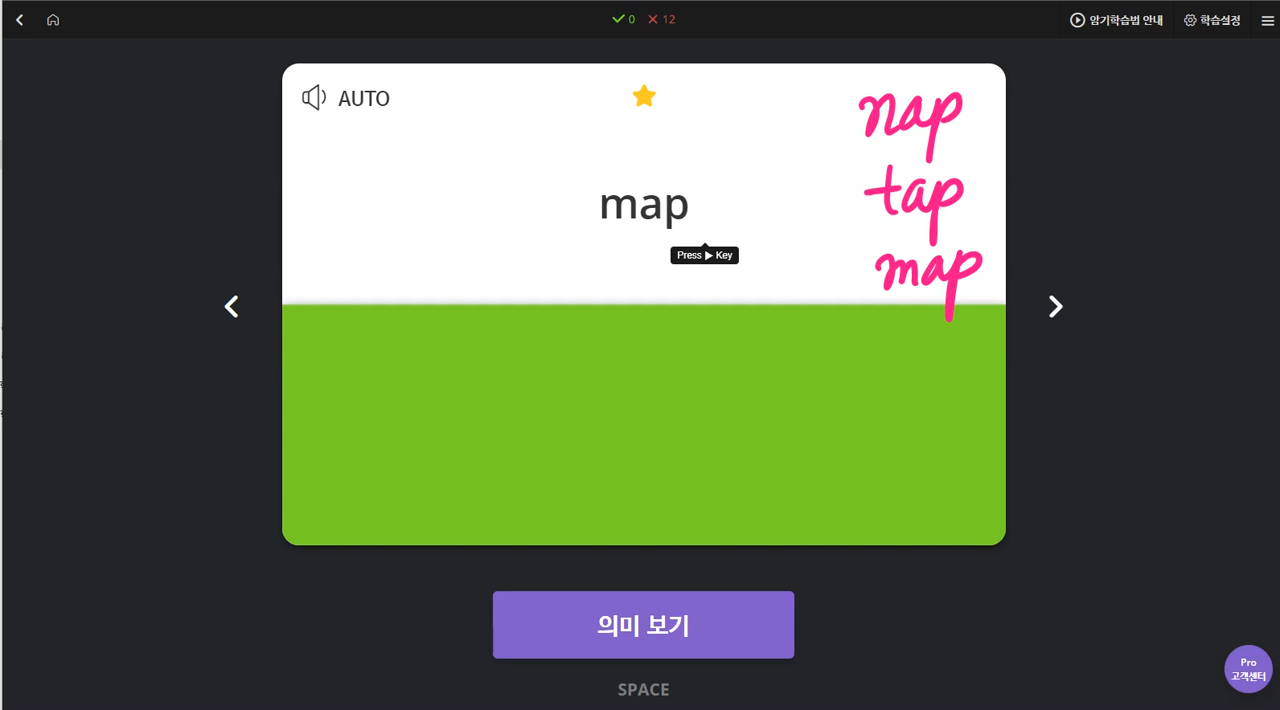 0 12 암기학습법 안내 학습설정
AUTO
nap
tap
map
map
Press ▶ Key
의미 보기
SPACE
Pro
고객센터